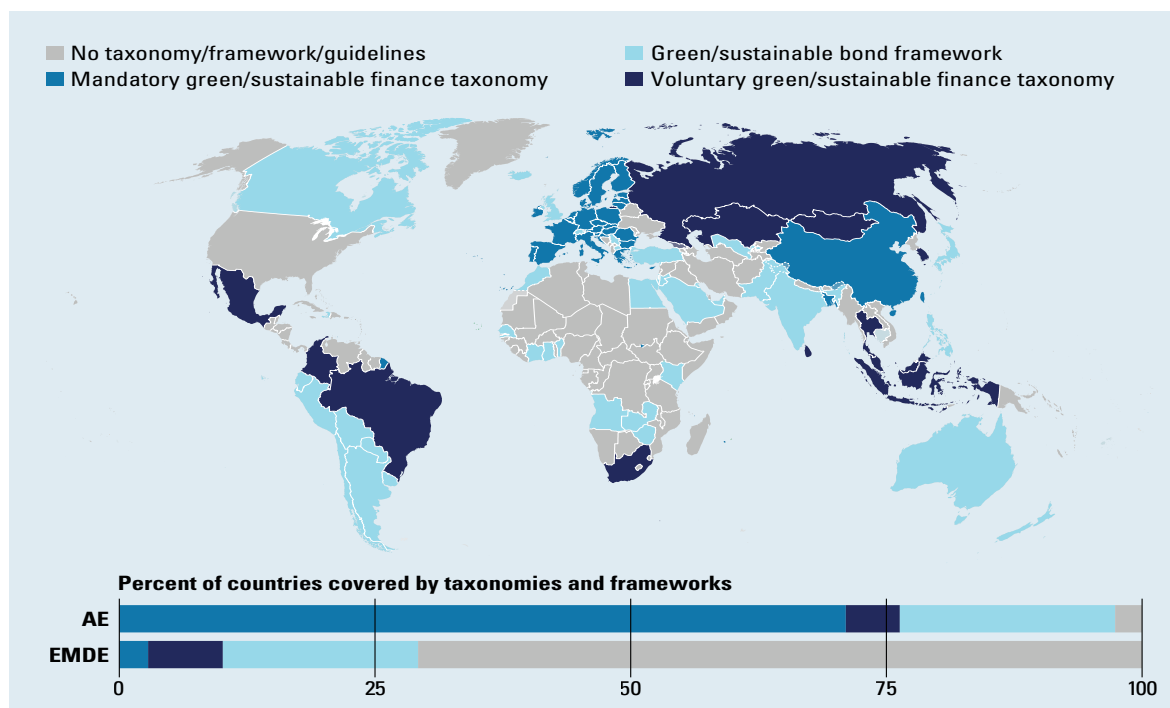 No taxonomy/framework/guidelines
Green/sustainable bond framework
Mandatory green/sustainable finance taxonomy
Voluntary green/sustainable finance taxonomy
Percent of countries covered by taxonomies and frameworks
AE
EMDE
0 25 50 75 100